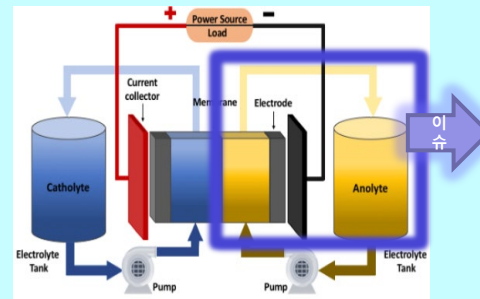 +
Power Source
−
Load
Current
collector
Membrane
Electrode
이
슈
Catholyte
Anolyte
Electrolyte
Tank
Pump
Pump
Electrolyte
Tank